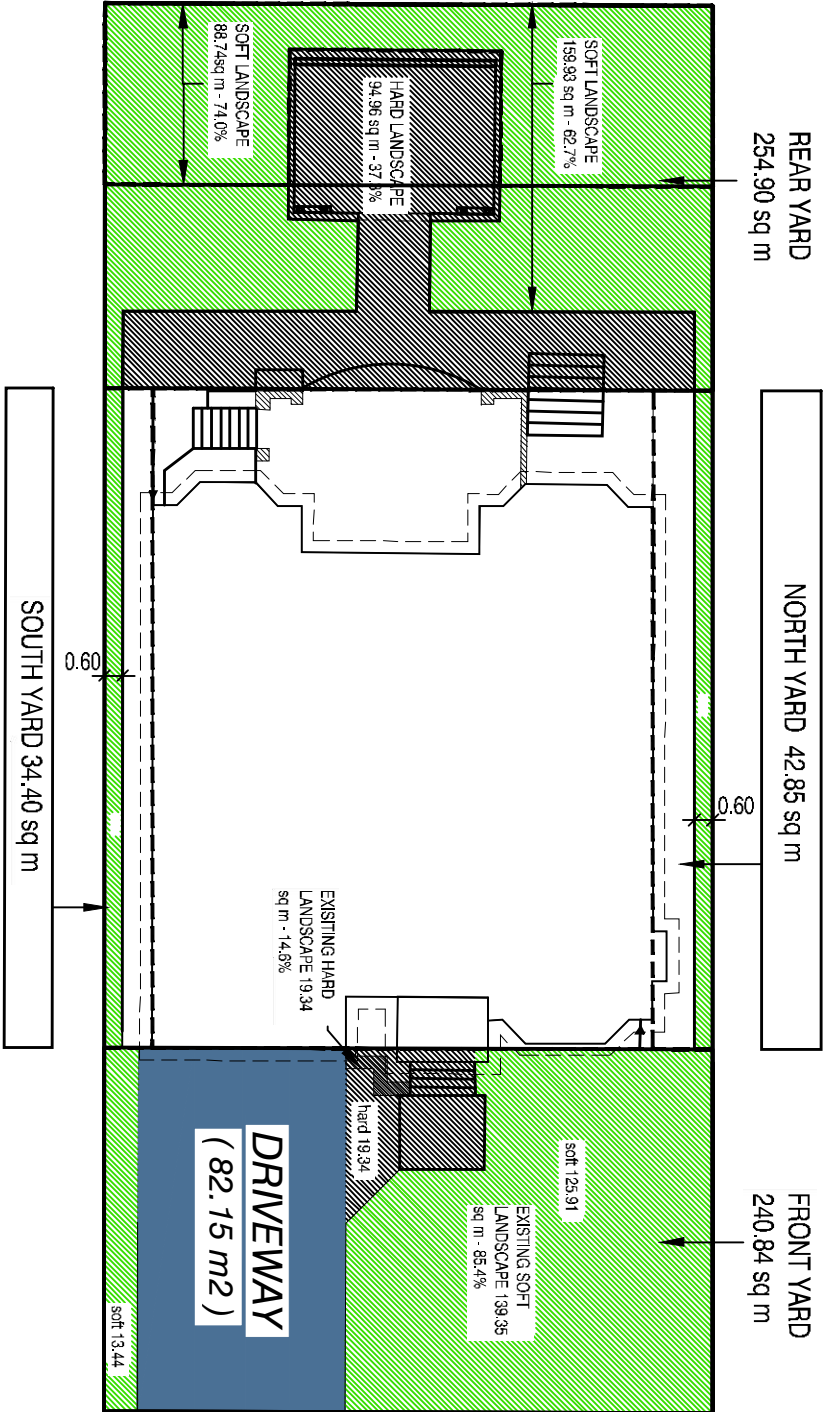 REAR YARD
254.90 sq m
SOFT LANDSCAPE
159.93 sq m - 62.7%
HARD LANDSCAPE
94.96 sq m - 37.3%
SOFT LANDSCAPE
88.74sq m - 74.0%
NORTH YARD 42.85 sq m
0.60
0.60
SOUTH YARD 34.40 sq m
EXISITING HARD
LANDSCAPE 19.34
sq m - 14.6%
FRONT YARD
240.84 sq m
soft 125.91
EXISTING SOFT
LANDSCAPE 139.35
sq m - 85.4%
hard 19.34
DRIVEWAY
( 82.15 m2 )
soft 13.44